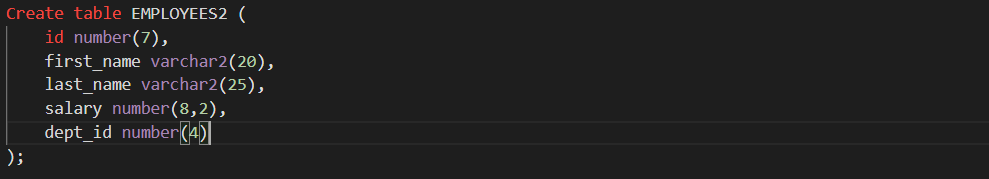 Create table EMPLOYEES2 (
    id number(7),
    first_name varchar2(20),
    last_name varchar2(25),
    salary number(8,2),
    dept_id number(4)
);